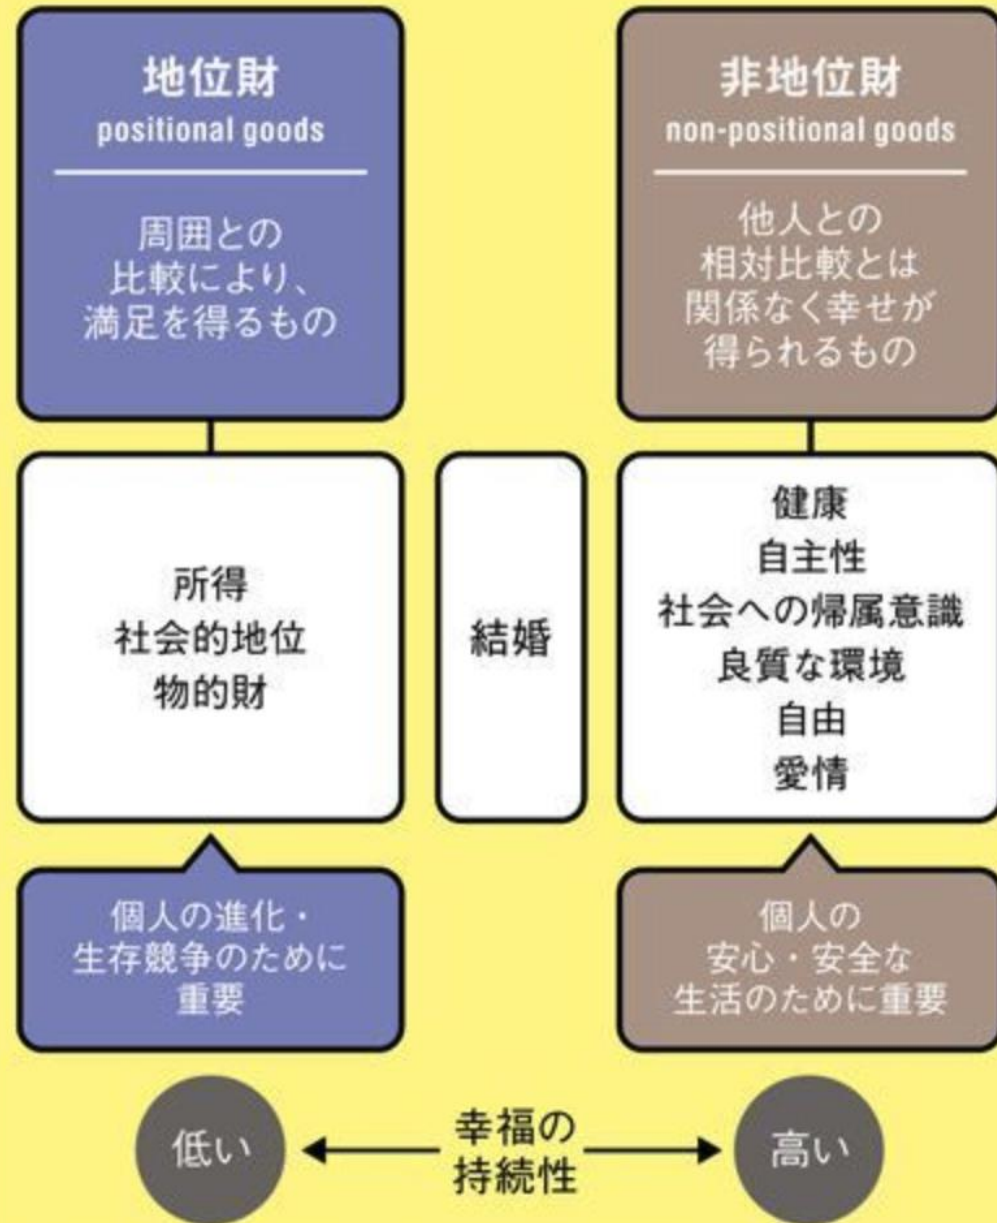 地位財
positional goods
周囲との
比較により、
満足を得るもの
非地位財
non-positional goods
他人との
相対比較とは
関係なく幸せが
得られるもの
所得
社会的地位
物的財
結婚
健康
自主性
社会への帰属意識
良質な環境
自由
愛情
個人の進化・
生存競争のために
重要
個人の
安心・安全な
生活のために重要
低い
幸福の
持続性
高い